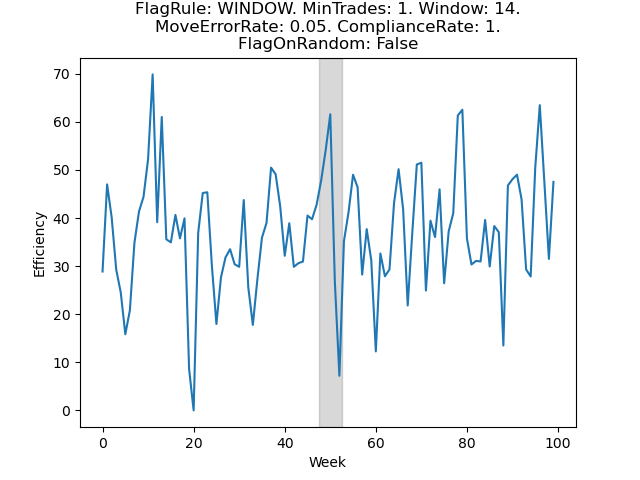 FlagRule: WINDOW. MinTrades: 1. Window: 14.
MoveErrorRate: 0.05. ComplianceRate: 1.
FlagOnRandom: False
70
60
50
40
30
20
10
0
Efficiency
0 20 40 60 80 100
Week